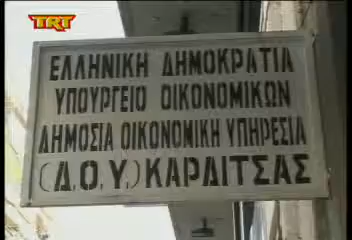 TRT
ΕΛΛΗΝΙΚΗ ΔΗΜΟΚΡΑΤΙΑ
ΥΠΟΥΡΓΕΙΟ ΟΙΚΟΝΟΜΙΚΩΝ
ΔΗΜΟΣΙΑ ΟΙΚΟΝΟΜΙΚΗ ΥΠΗΡΕΣΙΑ
(Δ.Ο.Υ.) ΚΑΡΔΙΤΣΑΣ